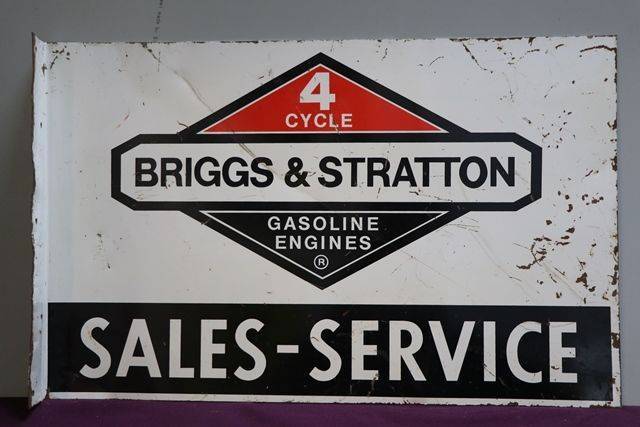 4
CYCLE
BRIGGS & STRATTON
GASOLINE
ENGINES
®
SALES-SERVICE